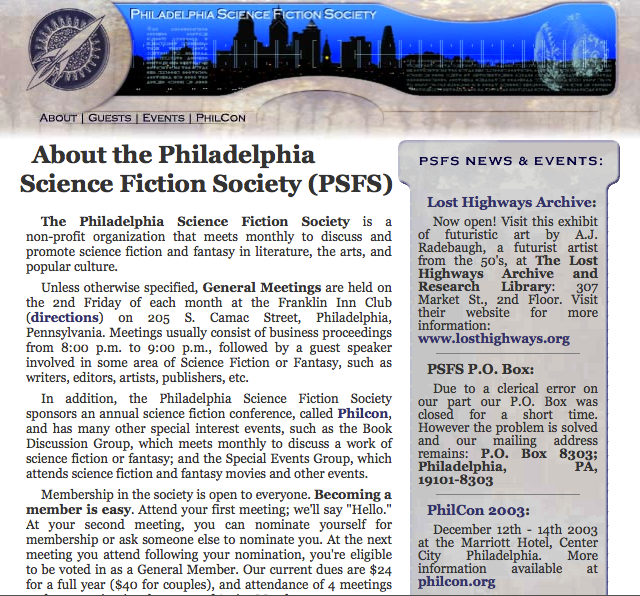 Philadelphia Science Fiction Society
About | Guests | Events | PhilCon
About the Philadelphia
Science Fiction Society (PSFS)
The Philadelphia Science Fiction Society is a
non-profit organization that meets monthly to discuss and
promote science fiction and fantasy in literature, the arts, and
popular culture.
Unless otherwise specified, General Meetings are held on
the 2nd Friday of each month at the Franklin Inn Club
(directions) on 205 S. Camac Street, Philadelphia,
Pennsylvania. Meetings usually consist of business proceedings
from 8:00 p.m. to 9:00 p.m., followed by a guest speaker
involved in some area of Science Fiction or Fantasy, such as
writers, editors, artists, publishers, etc.
In addition, the Philadelphia Science Fiction Society
sponsors an annual science fiction conference, called Philcon,
and has many other special interest events, such as the Book
Discussion Group, which meets monthly to discuss a work of
science fiction or fantasy; and the Special Events Group, which
attends science fiction and fantasy movies and other events.
Membership in the society is open to everyone. Becoming a
member is easy. Attend your first meeting; we'll say "Hello."
At your second meeting, you can nominate yourself for
membership or ask someone else to nominate you. At the next
meeting you attend following your nomination, you're eligible
to be voted in as a General Member. Our current dues are $24
for a full year ($40 for couples), and attendance of 4 meetings
PSFS NEWS & EVENTS:
Lost Highways Archive:
Now open! Visit this exhibit
of futuristic art by A.J.
Radebaugh, a futurist artist
from the 50's, at The Lost
Highways Archive and
Research Library: 307
Market St., 2nd Floor. Visit
their website for more
information:
www.losthighways.org
PSFS P.O. Box:
Due to a clerical error on
our part our P.O. Box was
closed for a short time.
However the problem is solved
and our mailing address
remains: P.O. Box 8303;
Philadelphia, PA,
19101-8303
PhilCon 2003:
December 12th - 14th 2003
at the Marriott Hotel, Center
City Philadelphia. More
information available at
philcon.org